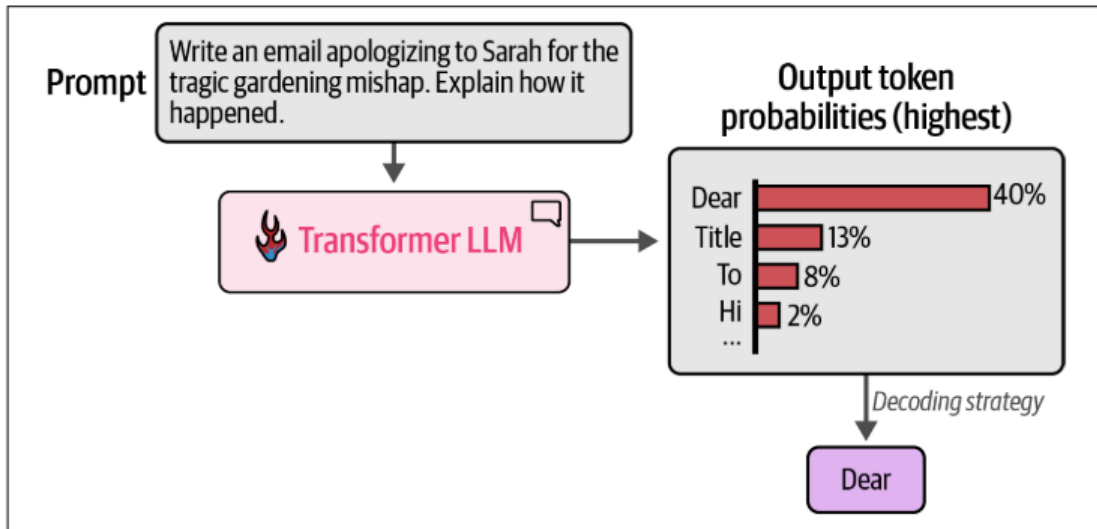 Prompt
Write an email apologizing to Sarah for the
tragic gardening mishap. Explain how it
happened.
Transformer LLM
Output token
probabilities (highest)
Dear 40%
Title 13%
To 8%
Hi 2%
...
Decoding strategy
Dear